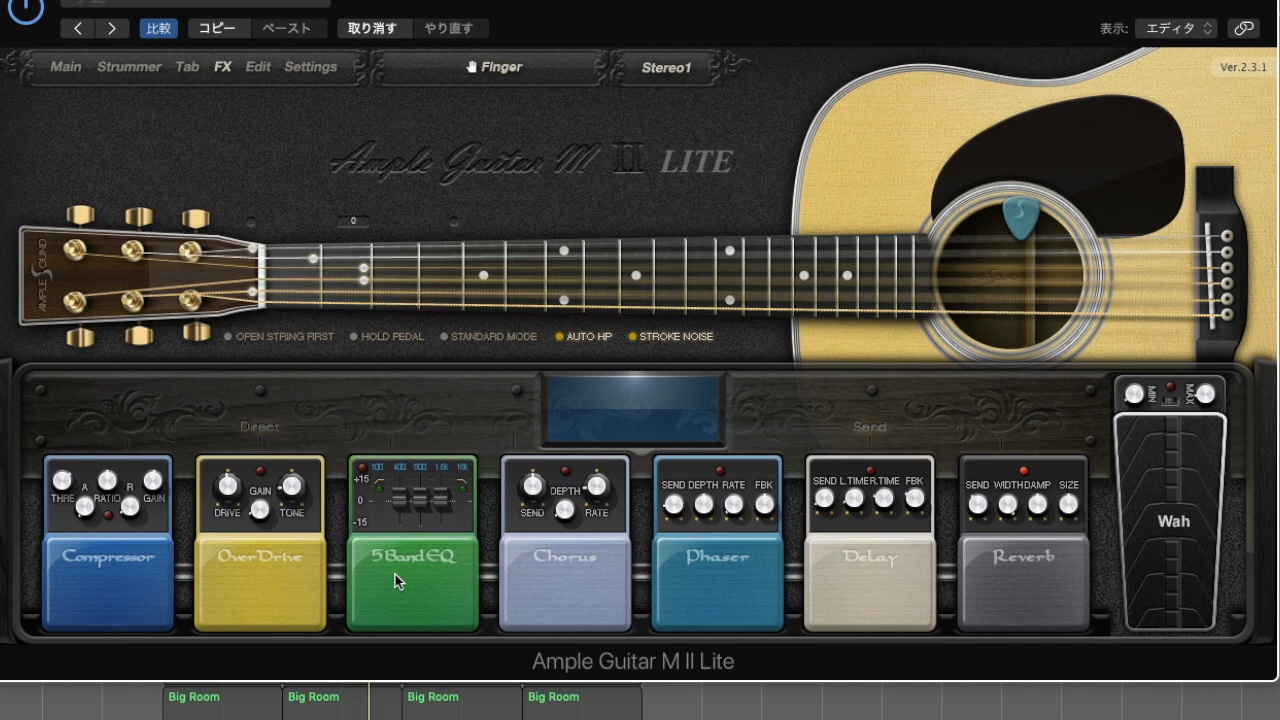 比較 コピー ペースト 取り消す やり直す 表示: エディタ
Main Strummer Tab FX Edit Settings Finger Stereo1 Ver.2.3.1
Ample Guitar M II LITE
0
AMPLE SOUND
OPEN STRING FIRST HOLD PEDAL STANDARD MODE AUTO HP STROKE NOISE
MIN MAX
Direct Send
100 400 800 1.6k 16k
+15
0
-15
THRE A RATIO R GAIN
DRIVE GAIN TONE
SEND DEPTH RATE
SEND DEPTH RATE FBK
SEND L.TIME R.TIME FBK
SEND WIDTH DAMP SIZE
Wah
Compressor OverDrive 5 Band EQ Chorus Phaser Delay Reverb
Ample Guitar M II Lite
Big Room Big Room Big Room Big Room